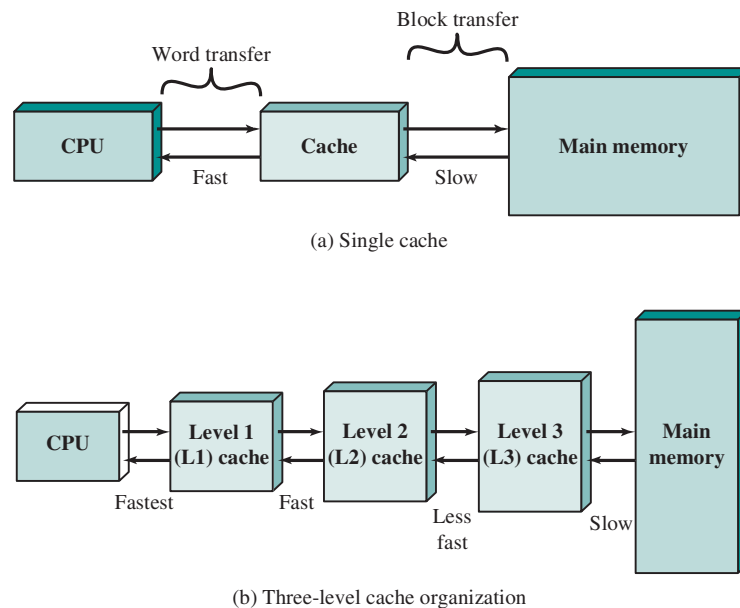 Block transfer
Word transfer
CPU
Cache
Main memory
Fast
Slow
(a) Single cache
CPU
Level 1
(L1) cache
Level 2
(L2) cache
Level 3
(L3) cache
Main
memory
Fastest
Fast
Less
fast
Slow
(b) Three-level cache organization